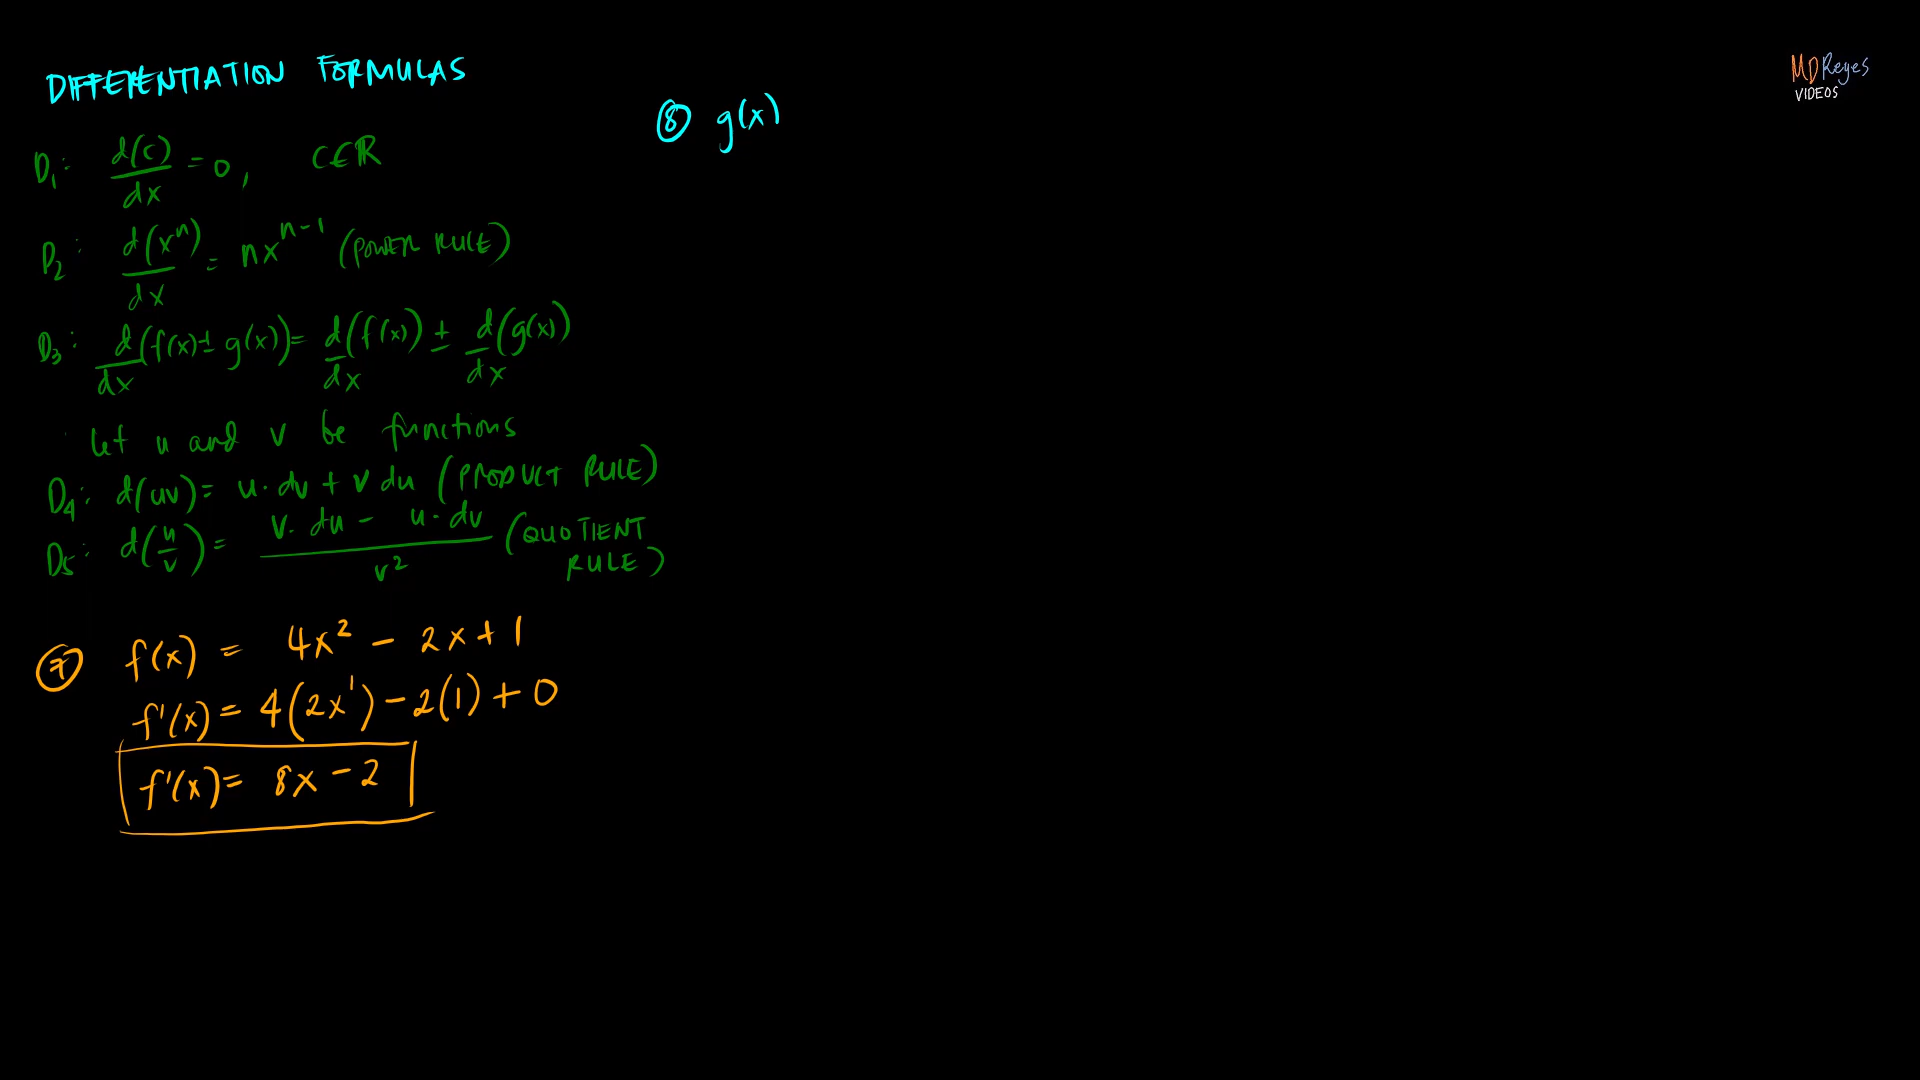 DIFFERENTIATION FORMULAS
D₁: d(c)/dx = 0, C∈ℝ
D₂: d(xⁿ)/dx = nxⁿ⁻¹ (POWER RULE)
D₃: d/dx (f(x) ± g(x)) = d/dx (f(x)) ± d/dx (g(x))
Let u and v be functions
D₄: d(uv) = u · dv + v du (PRODUCT RULE)
D₅: d(u/v) = (v · du − u · dv)/v² (QUOTIENT
RULE)
⑦ f(x) = 4x² − 2x + 1
f'(x) = 4(2x¹) − 2(1) + 0
f'(x) = 8x − 2
⑧ g(x)
MDReyes
VIDEOS